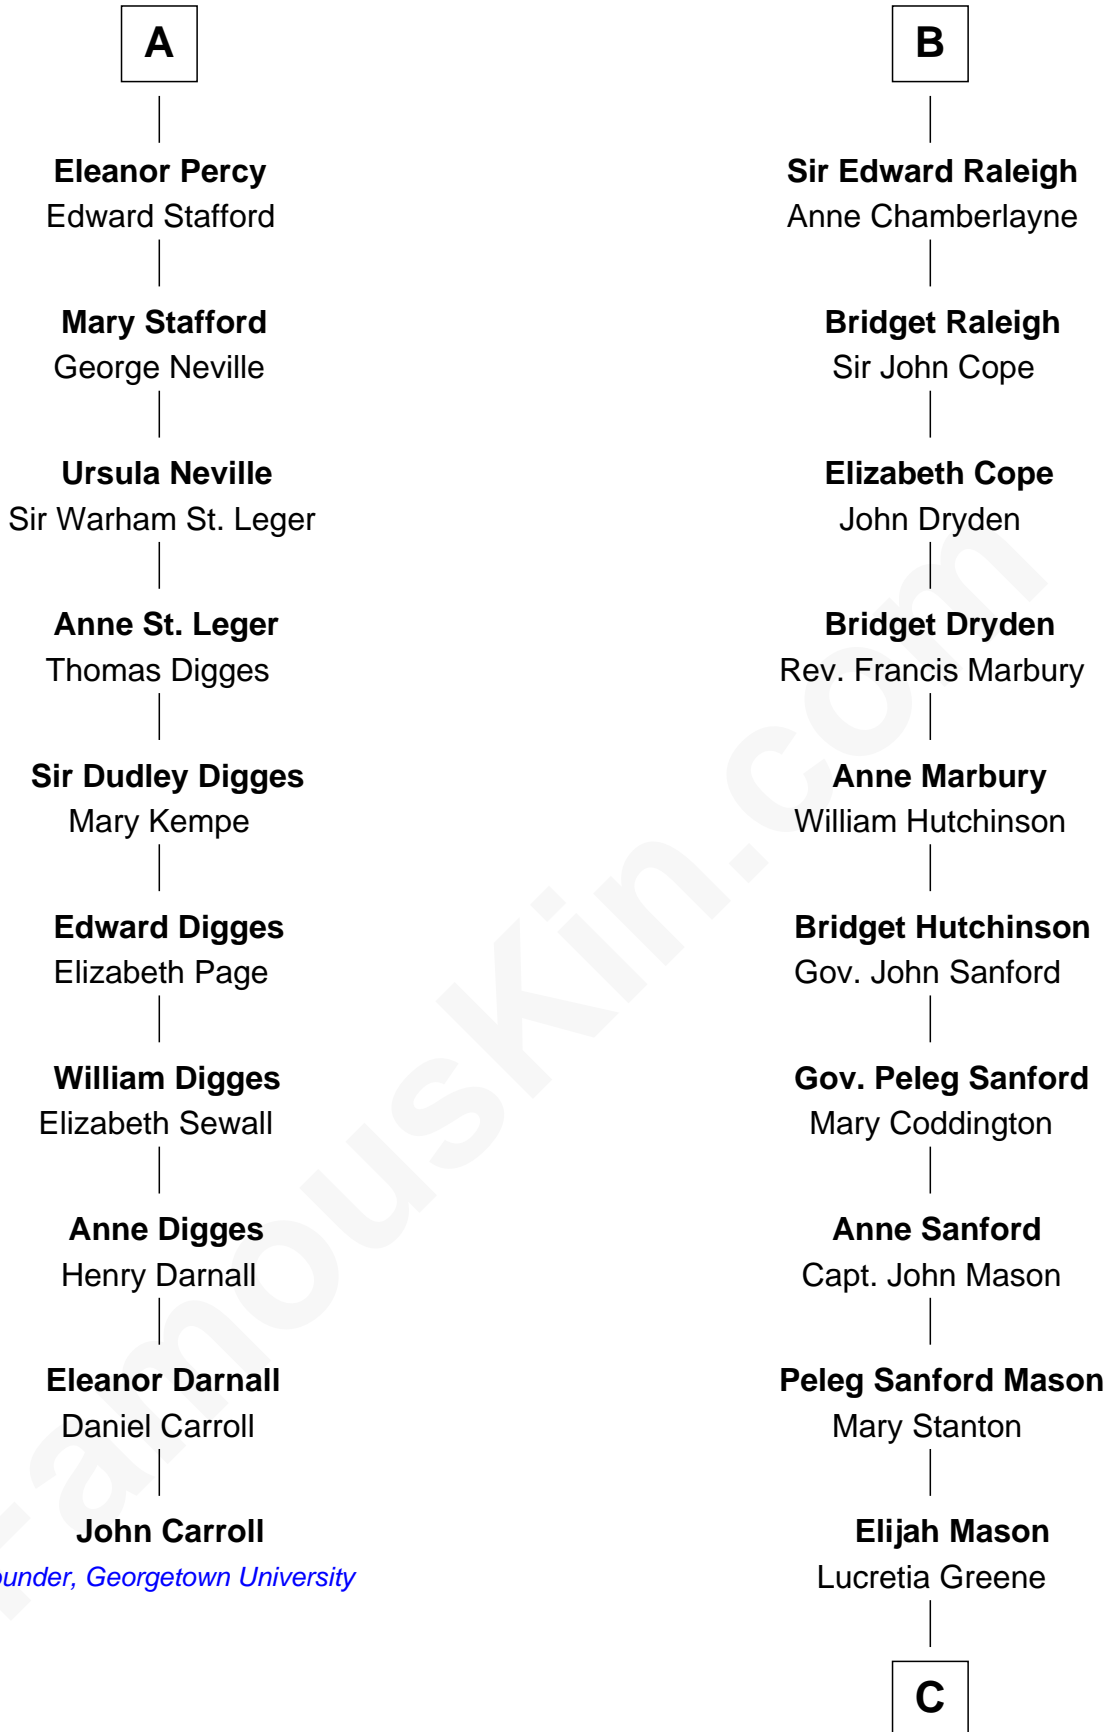 A
Eleanor Percy
Edward Stafford
Mary Stafford
George Neville
Ursula Neville
Sir Warham St. Leger
Anne St. Leger
Thomas Digges
Sir Dudley Digges
Mary Kempe
Edward Digges
Elizabeth Page
William Digges
Elizabeth Sewall
Anne Digges
Henry Darnall
Eleanor Darnall
Daniel Carroll
John Carroll
under, Georgetown University
B
Sir Edward Raleigh
Anne Chamberlayne
Bridget Raleigh
Sir John Cope
Elizabeth Cope
John Dryden
Bridget Dryden
Rev. Francis Marbury
Anne Marbury
William Hutchinson
Bridget Hutchinson
Gov. John Sanford
Gov. Peleg Sanford
Mary Coddington
Anne Sanford
Capt. John Mason
Peleg Sanford Mason
Mary Stanton
Elijah Mason
Lucretia Greene
C
FamousKin.com